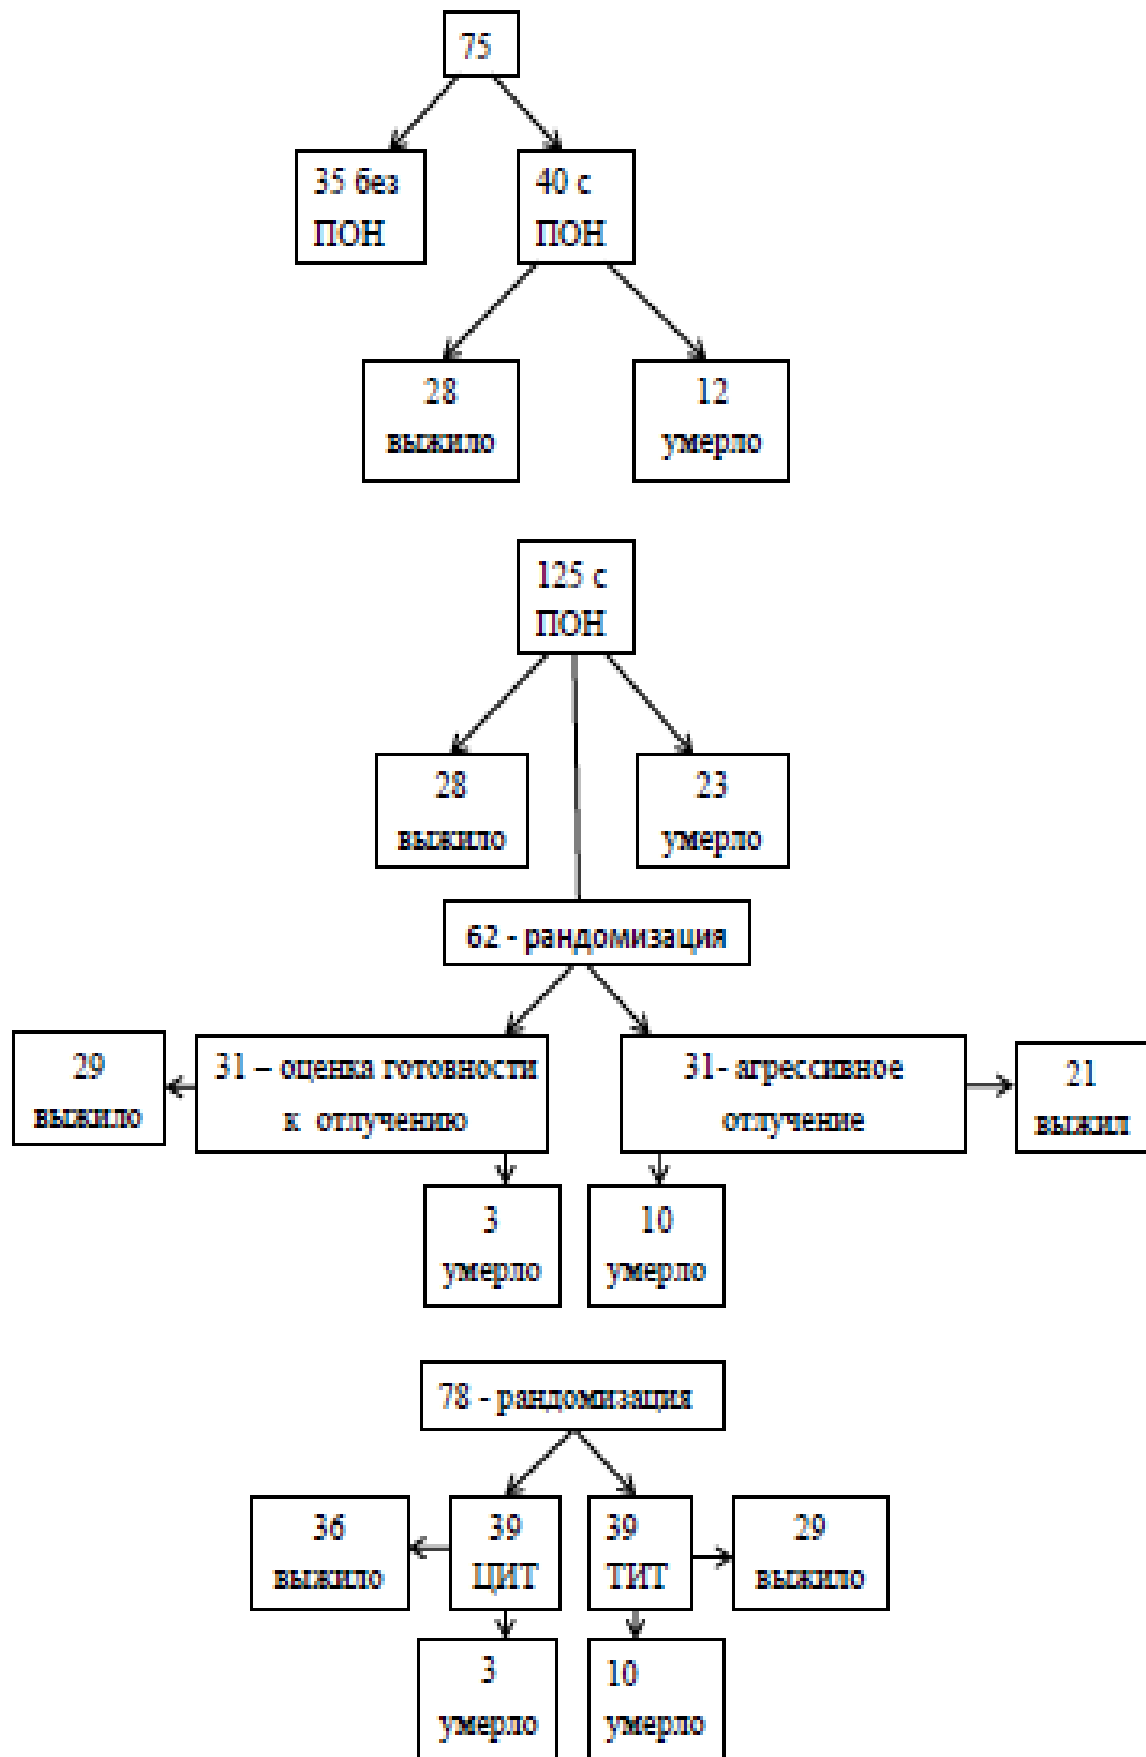 75
35 без
ПОН
40 с
ПОН
28
выжило
12
умерло
125 с
ПОН
28
выжило
23
умерло
62 - рандомизация
29
выжило
31 – оценка готовности
к отлучению
31- агрессивное
отлучение
21
выжил
3
умерло
10
умерло
78 - рандомизация
36
выжило
39
ЦИТ
39
ТИТ
29
выжило
3
умерло
10
умерло